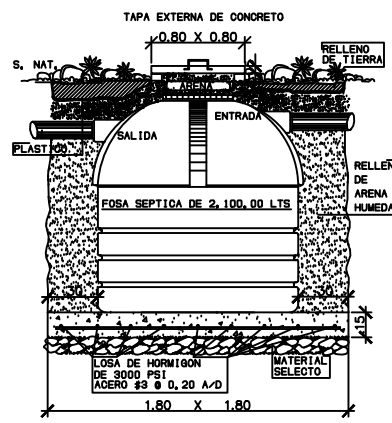 TAPA EXTERNA DE CONCRETO
0.80 X 0.80
S. NAT.
RELLENO
DE TIERRA
ARENA
ENTRADA
SALIDA
PLASTICO
RELLENO
DE
ARENA
HUMEDA
FOSA SEPTICA DE 2,100.00 LTS
.30
.30
.15
LOSA DE HORMIGON
DE 3000 PSI
ACERO #3 @ 0.20 A/D
MATERIAL
SELECTO
1.80 X 1.80